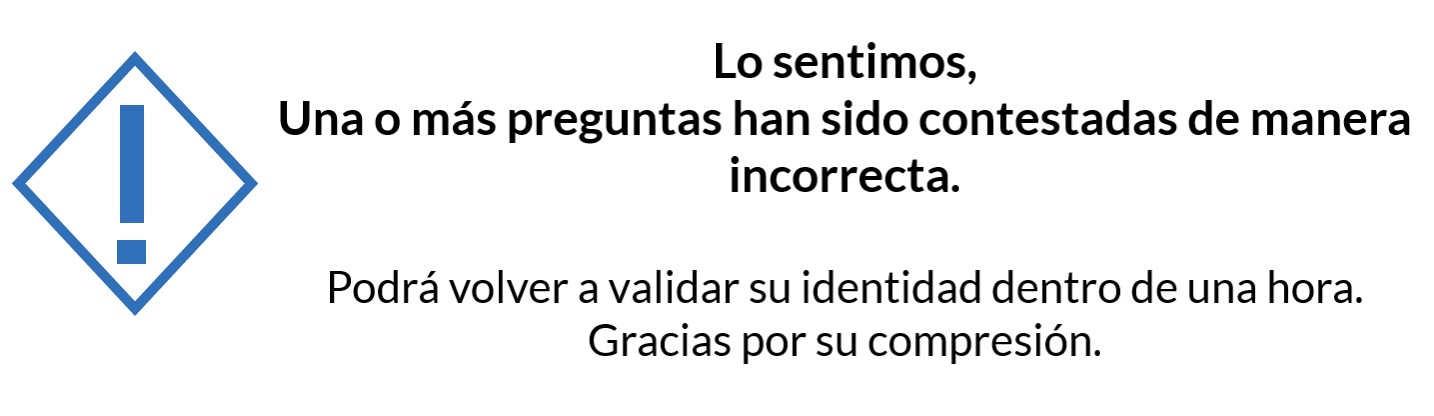 Lo sentimos,
Una o más preguntas han sido contestadas de manera
incorrecta.
Podrá volver a validar su identidad dentro de una hora.
Gracias por su compresión.